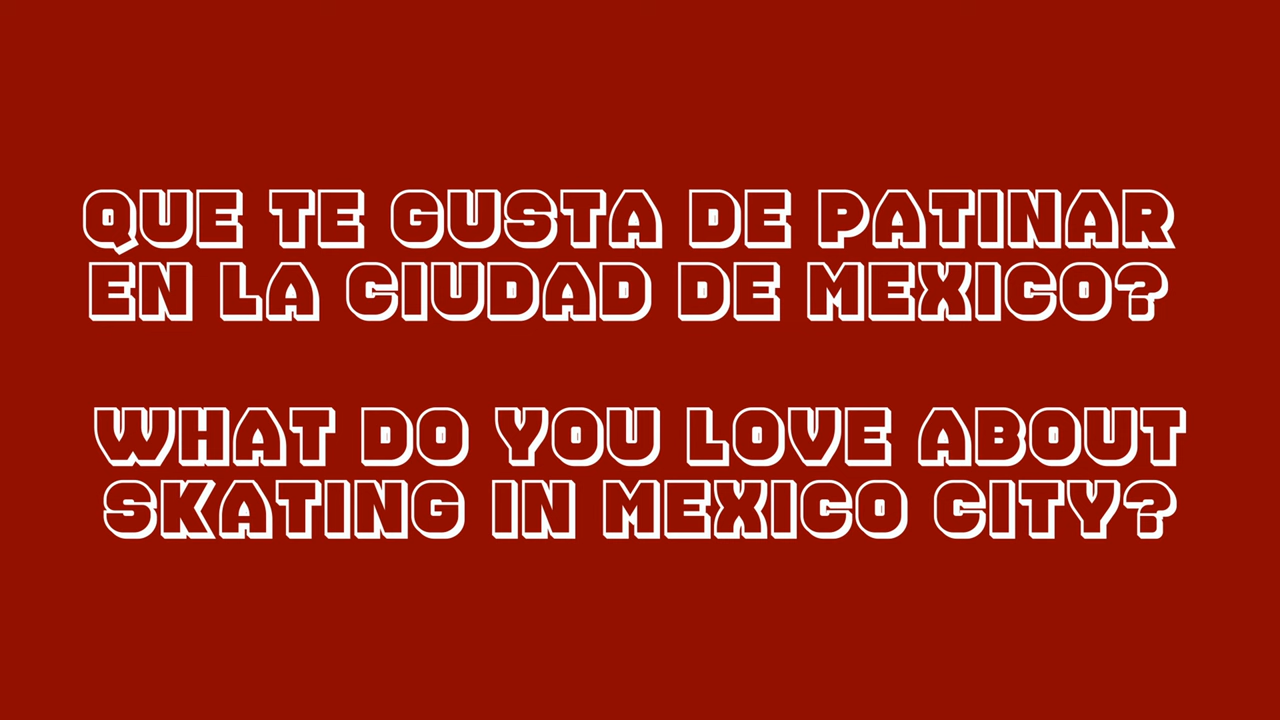 QUE TE GUSTA DE PATINAR
EN LA CIUDAD DE MEXICO?
WHAT DO YOU LOVE ABOUT
SKATING IN MEXICO CITY?